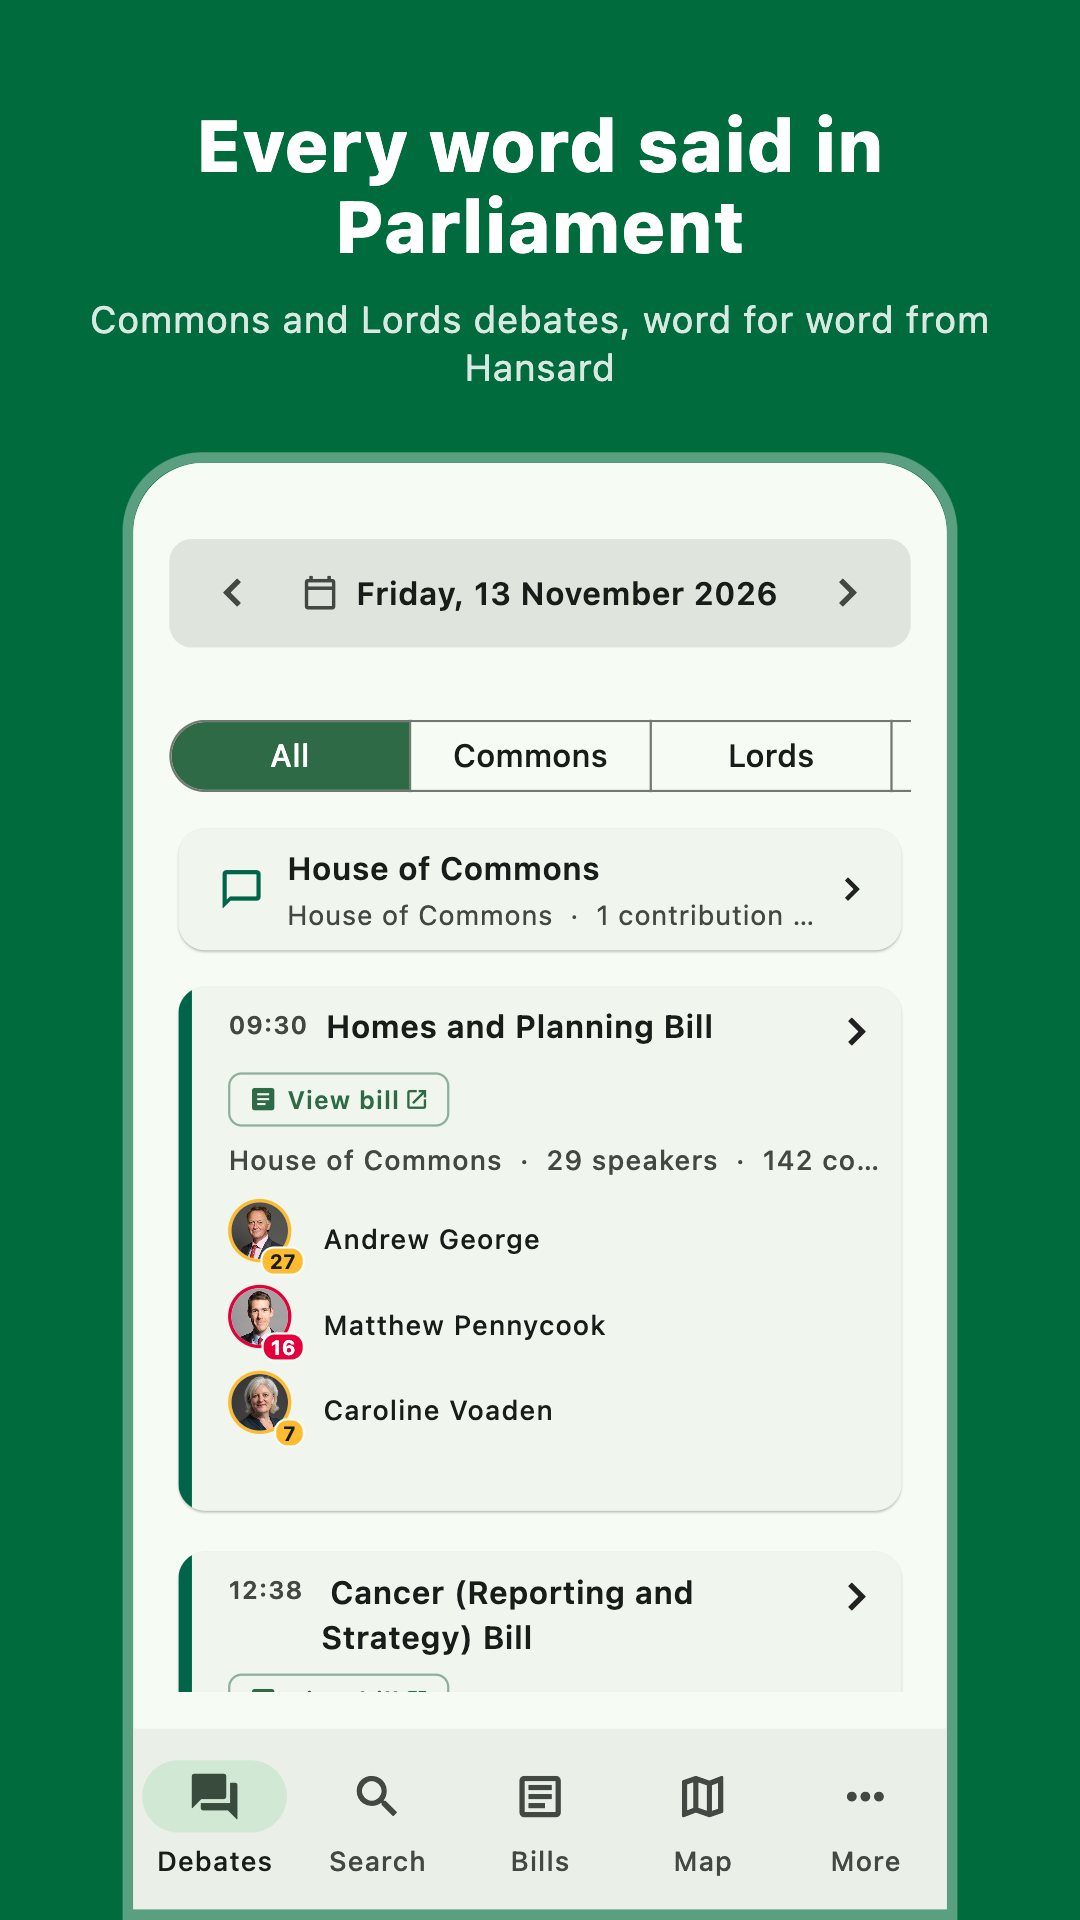 Every word said in
Parliament
Commons and Lords debates, word for word from
Hansard
Friday, 13 November 2026
All
Commons
Lords
House of Commons
House of Commons · 1 contribution ...
09:30 Homes and Planning Bill
View bill
House of Commons · 29 speakers · 142 co...
Andrew George
27
Matthew Pennycook
16
Caroline Voaden
7
12:38 Cancer (Reporting and
Strategy) Bill
Debates
Search
Bills
Map
More